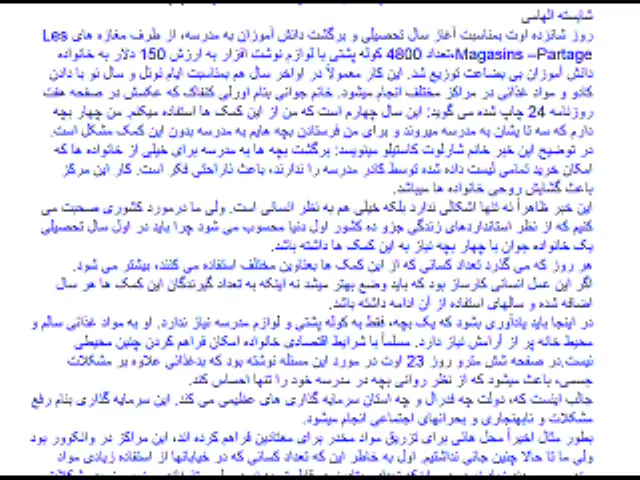 شایسته الهامی
روز شانزده اوت بمناسبت آغاز سال تحصیلی و برگشت دانش آموزان به مدرسه، از طرف مغازه های Les
Magasins –Partage،تعداد 4800 کوله پشتی با لوازم نوشت افزار به ارزش 150 دلار به خانواده
دانش آموزان بی بضاعت توزیع شد. این کار معمولاً در اواخر سال هم بمناسبت ایام نوئل و سال نو با دادن
کادو و مواد غذائی در مراکز مختلف انجام میشود. خانم جوانی بنام اورلی کنفاک که عکسش در صفحه هفت
روزنامه 24 چاپ شده می گوید: این سال چهارم است که من از این کمک ها استفاده میکنم. من چهار بچه
دارم که سه تا یشان به مدرسه میروند و برای من فرستادن بچه هایم به مدرسه بدون این کمک مشکل است.
در توضیح این خبر خانم شارلوت کاستیلو مینویسد: برگشت بچه ها به مدرسه برای خیلی از خانواده ها که
امکان خرید تمامی لیست داده شده توسط کادر مدرسه را ندارند، باعث ناراحتی فکر است. کار این مرکز
باعث گشایش روحی خانواده ها میباشد.
این خبر ظاهراً نه تنها اشکالی ندارد بلکه خیلی هم به نظر انسانی است. ولی ما درمورد کشوری صحبت می
کنیم که از نظر استانداردهای زندگی جزو ده کشور اول دنیا محسوب می شود چرا باید در اول سال تحصیلی
یک خانواده جوان با چهار بچه نیاز به این کمک ها داشته باشد.
هر روز که می گذرد تعداد کسانی که از این کمک ها بعناوین مختلف استفاده می کنند، بیشتر می شود.
اگر این عمل انسانی کارساز بود که باید وضع بهتر میشد نه اینکه به تعداد گیرندگان این کمک ها هر سال
اضافه شده و سالهای استفاده از آن ادامه داشته باشد.
در اینجا باید یادآوری بشود که یک بچه، فقط به کوله پشتی و لوازم مدرسه نیاز ندارد. او به مواد غذائی سالم و
محیط خانه پر از آرامش نیاز دارد. مسلماً با شرایط اقتصادی خانواده امکان فراهم کردن چنین محیطی
نیست.در صفحه شش مترو روز 23 اوت در مورد این مسئله نوشته بود که بدغذائی علاوه بر مشکلات
جسمی، باعث میشود که از نظر روانی بچه در مدرسه خود را تنها احساس کند.
جالب اینست که، دولت چه فدرال و چه استان سرمایه گذاری های عظیمی می کند. این سرمایه گذاری بنام رفع
مشکلات و نابهنجاری و بحرانهای اجتماعی انجام میشود.
بطور مثال اخیراً محل هائی برای تزریق مواد مخدر برای معتادین فراهم کرده اند، این مراکز در وانکوور بود
ولی ما تا حالا چنین جائی نداشتیم. اول به خاطر این که تعداد کسانی که در خیابانها از استفاده زیادی مواد